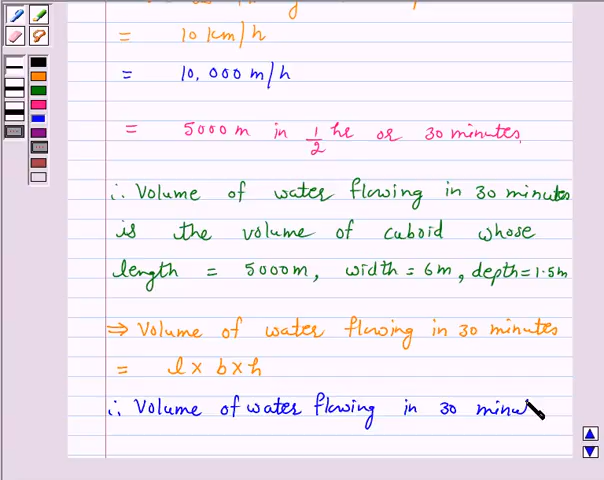 = 10 km/h
= 10,000 m/h
= 5000 m in 1/2 hr or 30 minutes.
∴ Volume of water flowing in 30 minutes
is the volume of cuboid whose
length = 5000m, width = 6m, depth = 1.5m
⇒ Volume of water flowing in 30 minutes
= l × b × h
∴ Volume of water flowing in 30 minu